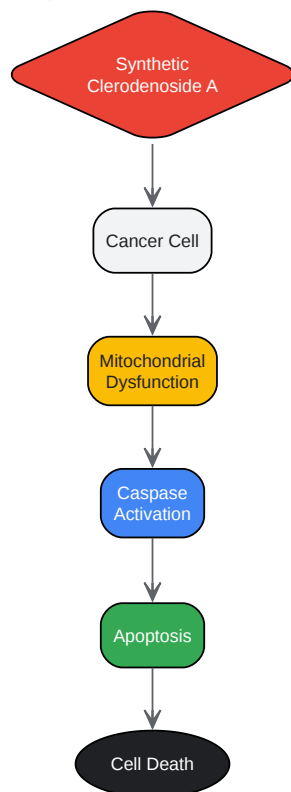 Synthetic
Clerodenoside A
Cancer Cell
Mitochondrial
Dysfunction
Caspase
Activation
Apoptosis
Cell Death